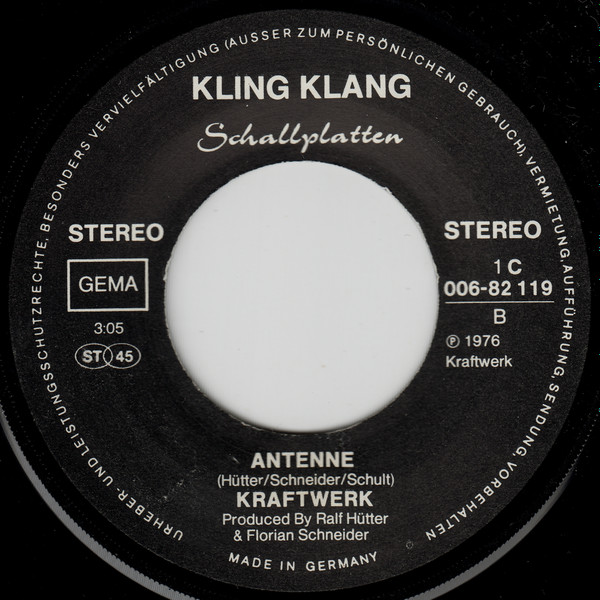 URHEBER- UND LEISTUNGSSCHUTZRECHTE, BESONDERS VERVIELFÄLTIGUNG (AUSSER ZUM PERSÖNLICHEN GEBRAUCH), VERMIETUNG, AUFFÜHRUNG, SENDUNG, VORBEHALTEN
KLING KLANG
Schallplatten
STEREO
STEREO
GEMA
3:05
ST 45
1 C
006-82 119
B
℗ 1976
Kraftwerk
ANTENNE
(Hütter/Schneider/Schult)
KRAFTWERK
Produced By Ralf Hütter
& Florian Schneider
MADE IN GERMANY